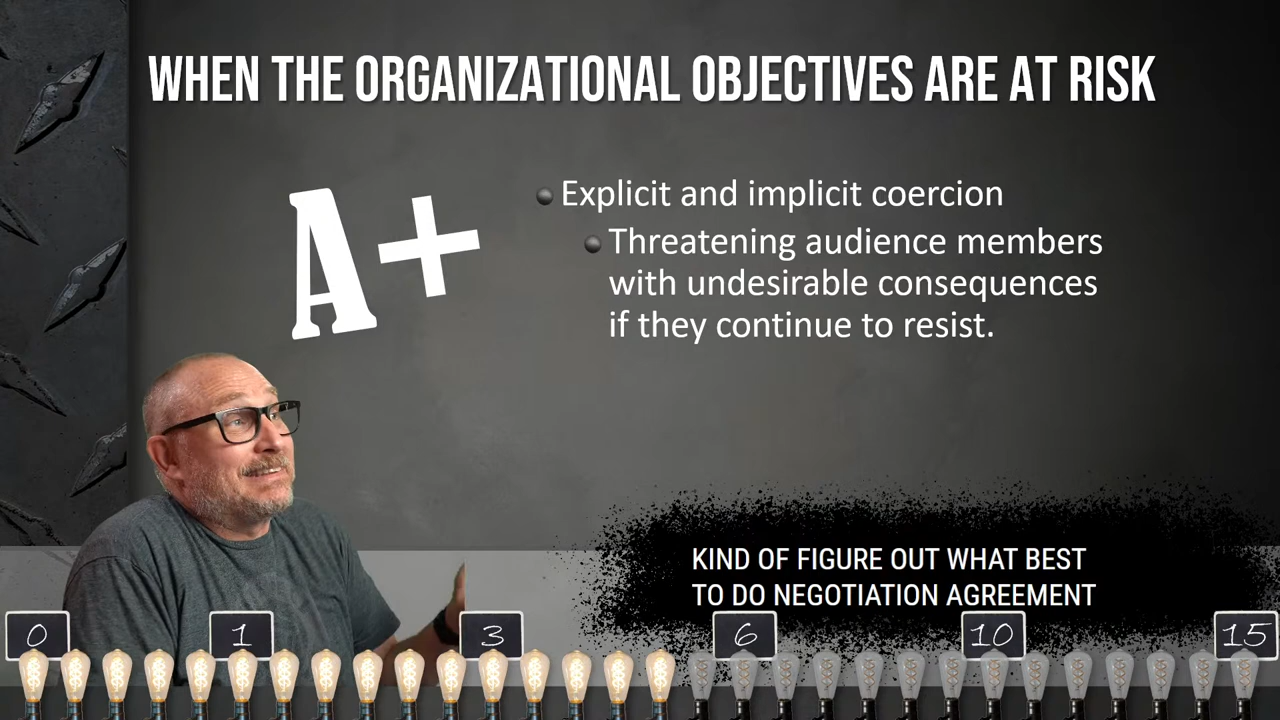 WHEN THE ORGANIZATIONAL OBJECTIVES ARE AT RISK
A+
Explicit and implicit coercion
Threatening audience members
with undesirable consequences
if they continue to resist.
KIND OF FIGURE OUT WHAT BEST
TO DO NEGOTIATION AGREEMENT
0 1 3 6 10 15